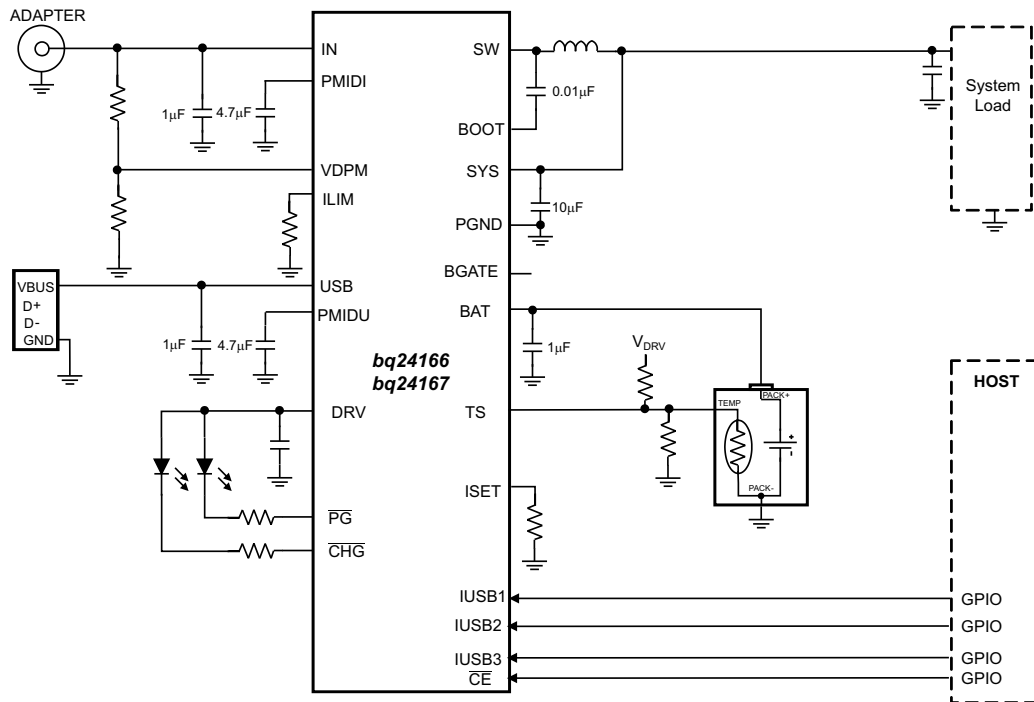 ADAPTER
IN
PMIDI
1µF
4.7µF
VDPM
ILIM
VBUS
D+
D-
GND
USB
PMIDU
1µF
4.7µF
bq24166
bq24167
DRV
PG
CHG
SW
0.01µF
BOOT
SYS
10µF
PGND
BGATE
BAT
1µF
VDRV
TS
TEMP
PACK+
+
-
PACK-
ISET
IUSB1
IUSB2
IUSB3
CE
System
Load
HOST
GPIO
GPIO
GPIO
GPIO